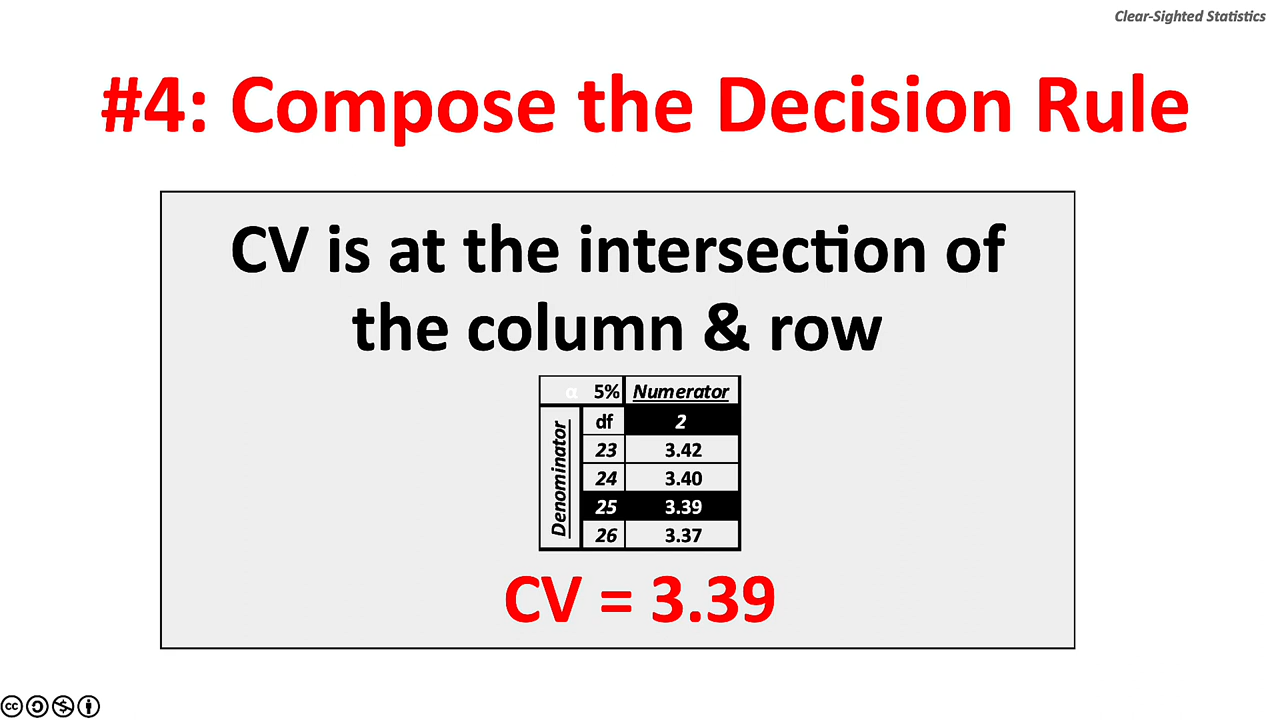 Clear-Sighted Statistics
#4: Compose the Decision Rule
CV is at the intersection of
the column & row
α 5% Numerator
Denominator
df 2
23 3.42
24 3.40
25 3.39
26 3.37
CV = 3.39
cc